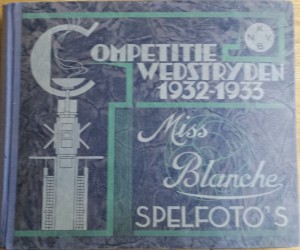 COMPETITIE
WEDSTRYDEN
1932-1933
Miss
Blanche
SPELFOTO'S